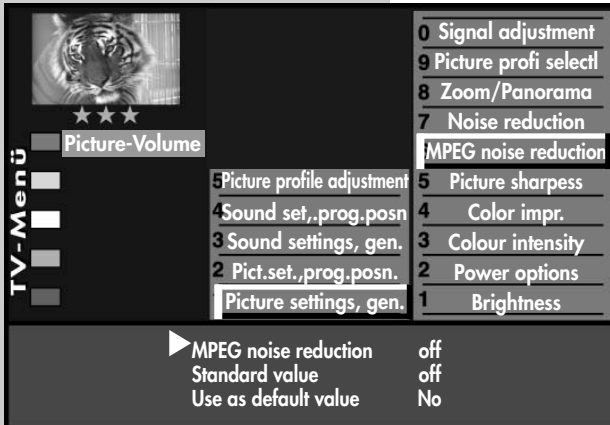 TV-Menü
Picture-Volume
5 Picture profile adjustment
4 Sound set,.prog.posn
3 Sound settings, gen.
2 Pict.set.,prog.posn.
Picture settings, gen.
0 Signal adjustment
9 Picture profi selectl
8 Zoom/Panorama
7 Noise reduction
MPEG noise reduction
5 Picture sharpess
4 Color impr.
3 Colour intensity
2 Power options
1 Brightness
MPEG noise reduction off
Standard value off
Use as default value No